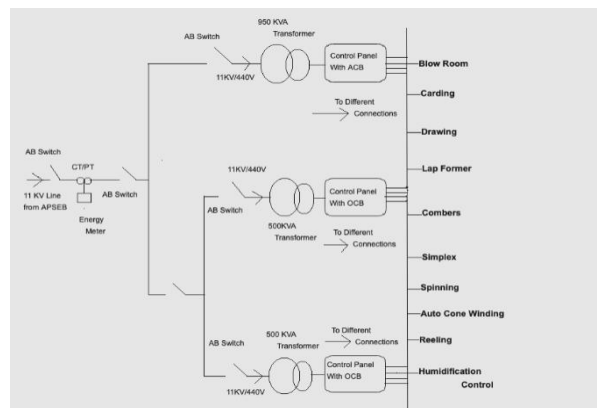 950 KVA
Transformer
AB Switch
11KV/440V
Control Panel
With ACB
Blow Room
Carding
To Different
Connections
Drawing
AB Switch
CT/PT
11 KV Line
from APSEB
Energy
Meter
AB Switch
Lap Former
11KV/440V
AB Switch
500KVA
Transformer
Control Panel
With OCB
Combers
To Different
Connections
Simplex
Spinning
Auto Cone Winding
AB Switch
500 KVA
Transformer
To Different
Connections
Reeling
11KV/440V
Control Panel
With OCB
Humidification
Control